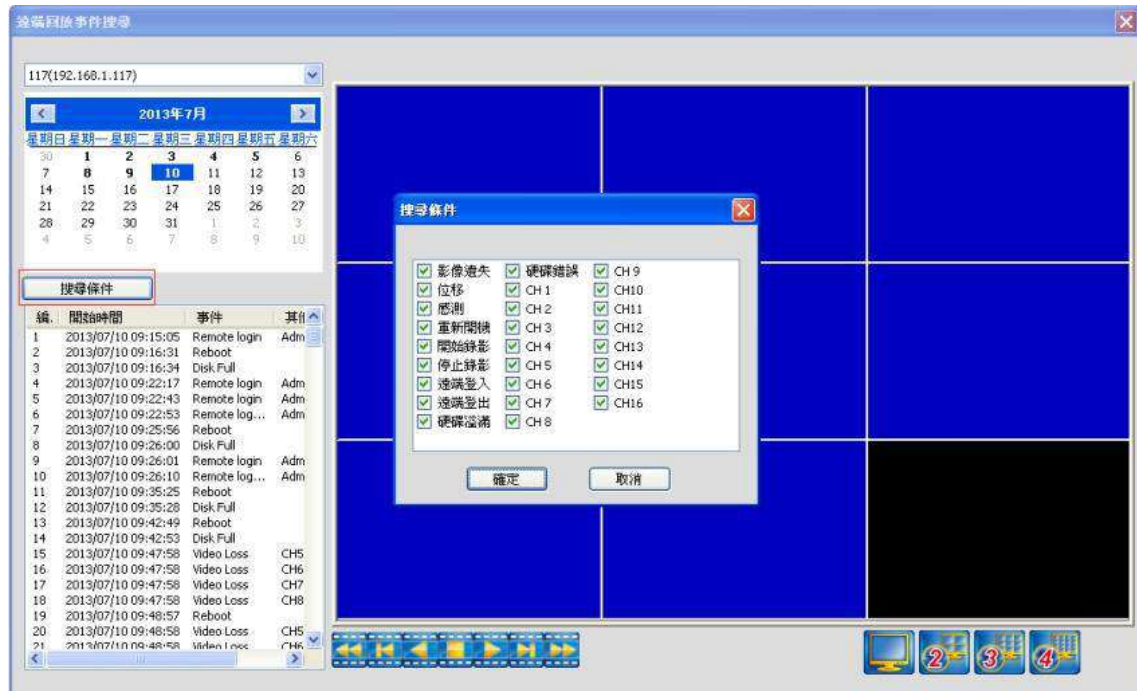 遠端回放事件搜尋
117(192.168.1.117)
2013年7月
星期日 星期一 星期二 星期三 星期四 星期五 星期六
30 1 2 3 4 5 6
7 8 9 10 11 12 13
14 15 16 17 18 19 20
21 22 23 24 25 26 27
28 29 30 31 1 2 3
4 5 6 7 8 9 10
搜尋條件
編. 開始時間 事件
1 2013/07/10 09:15:05 Remote login Adm
2 2013/07/10 09:16:31 Reboot
3 2013/07/10 09:16:34 Disk Full
4 2013/07/10 09:22:17 Remote login Adm
5 2013/07/10 09:22:43 Remote login Adm
6 2013/07/10 09:22:53 Remote log... Adm
7 2013/07/10 09:25:56 Reboot
8 2013/07/10 09:26:00 Disk Full
9 2013/07/10 09:26:01 Remote login Adm
10 2013/07/10 09:26:10 Remote log... Adm
11 2013/07/10 09:35:25 Reboot
12 2013/07/10 09:35:28 Disk Full
13 2013/07/10 09:42:49 Reboot
14 2013/07/10 09:42:53 Disk Full
15 2013/07/10 09:47:58 Video Loss CH5
16 2013/07/10 09:47:58 Video Loss CH6
17 2013/07/10 09:47:58 Video Loss CH7
18 2013/07/10 09:47:58 Video Loss CH8
19 2013/07/10 09:48:57 Reboot
20 2013/07/10 09:48:58 Video Loss CH5
21 2013/07/10 09:48:58 Video Loss CH6
搜尋條件
影像遺失 硬碟錯誤 CH 9
位移 CH 1 CH10
感測 CH 2 CH11
重新開機 CH 3 CH12
開始錄影 CH 4 CH13
停止錄影 CH 5 CH14
遠端登入 CH 6 CH15
遠端登出 CH 7 CH16
硬碟溢滿 CH 8
確定 取消
2 3 4